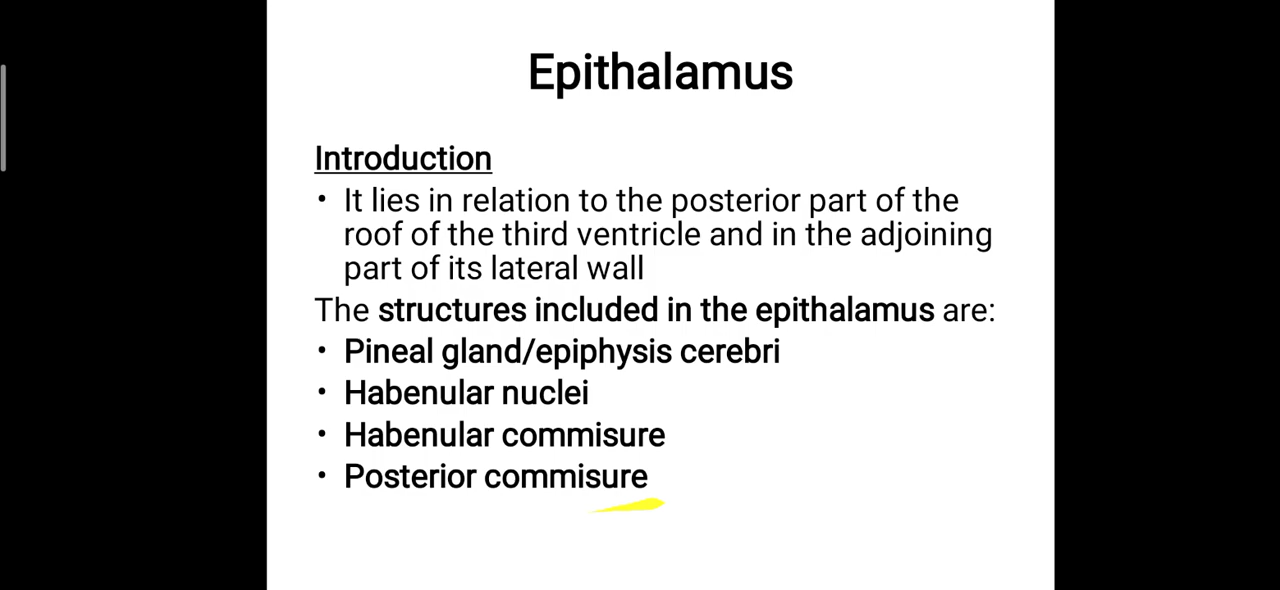 Epithalamus
Introduction
• It lies in relation to the posterior part of the
roof of the third ventricle and in the adjoining
part of its lateral wall
The structures included in the epithalamus are:
• Pineal gland/epiphysis cerebri
• Habenular nuclei
• Habenular commisure
• Posterior commisure